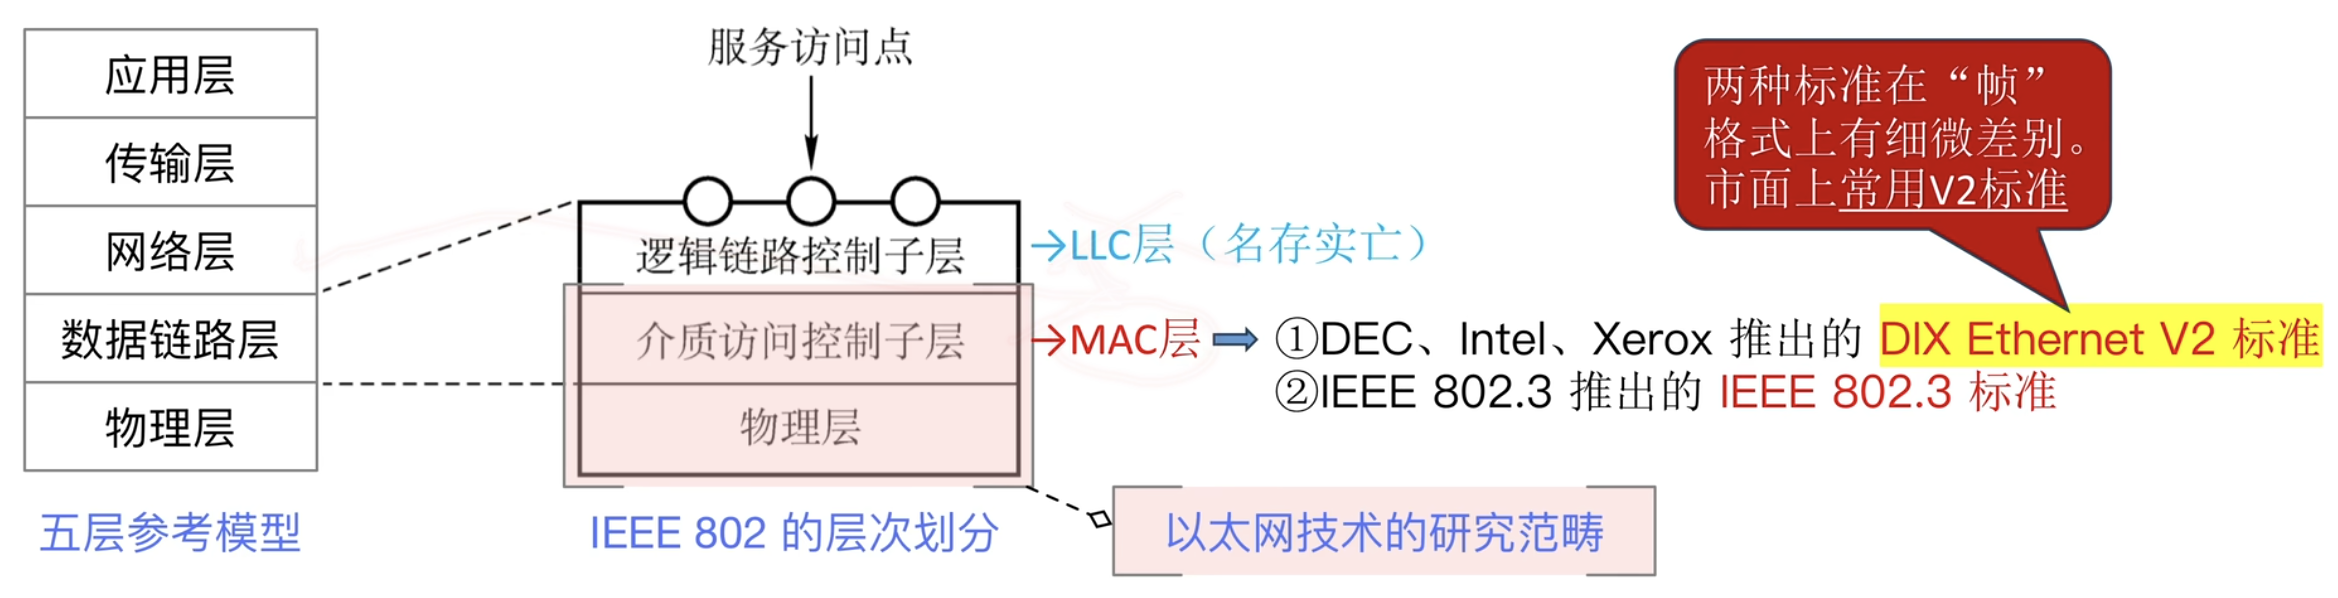 应用层
传输层
网络层
数据链路层
物理层
五层参考模型
服务访问点
逻辑链路控制子层
介质访问控制子层
物理层
IEEE 802 的层次划分
→LLC层（名存实亡）
→MAC层
①DEC、Intel、Xerox 推出的 DIX Ethernet V2 标准
②IEEE 802.3 推出的 IEEE 802.3 标准
两种标准在“帧”
格式上有细微差别。
市面上常用V2标准
以太网技术的研究范畴